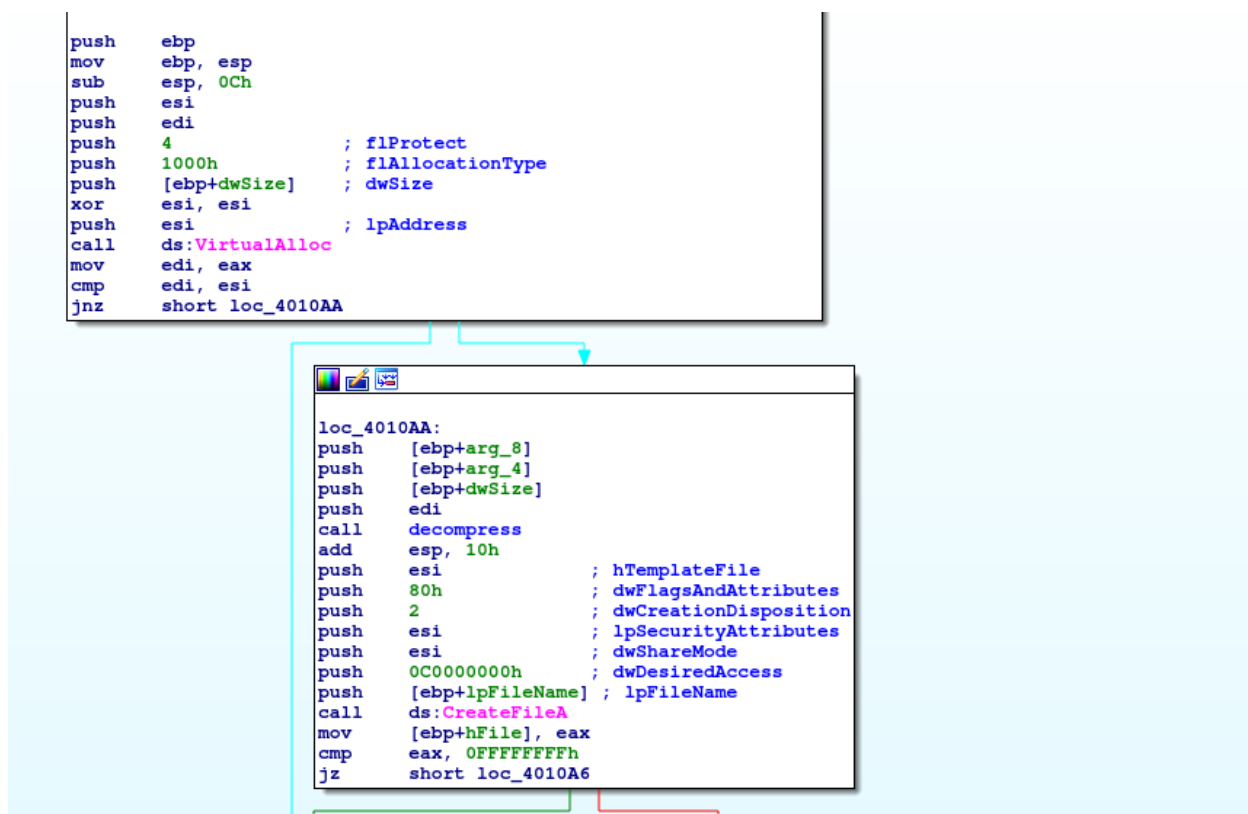 push ebp
mov ebp, esp
sub esp, 0Ch
push esi
push edi
push 4 ; flProtect
push 1000h ; flAllocationType
push [ebp+dwSize] ; dwSize
xor esi, esi
push esi ; lpAddress
call ds:VirtualAlloc
mov edi, eax
cmp edi, esi
jnz short loc_4010AA
loc_4010AA:
push [ebp+arg_8]
push [ebp+arg_4]
push [ebp+dwSize]
push edi
call decompress
add esp, 10h
push esi ; hTemplateFile
push 80h ; dwFlagsAndAttributes
push 2 ; dwCreationDisposition
push esi ; lpSecurityAttributes
push esi ; dwShareMode
push 0C0000000h ; dwDesiredAccess
push [ebp+lpFileName] ; lpFileName
call ds:CreateFileA
mov [ebp+hFile], eax
cmp eax, 0FFFFFFFFh
jz short loc_4010A6